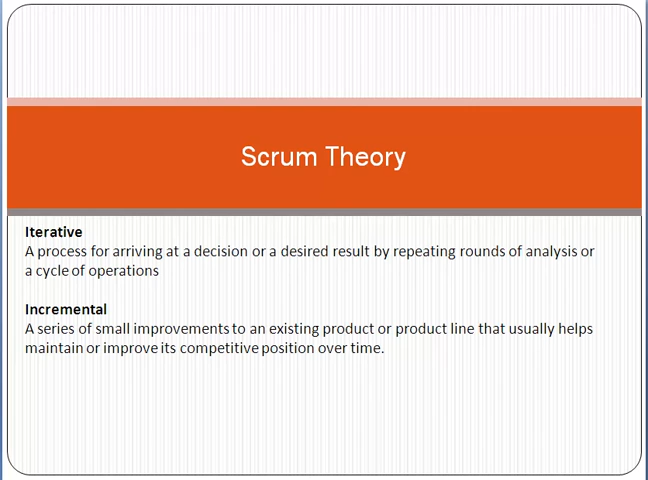 Scrum Theory
Iterative
A process for arriving at a decision or a desired result by repeating rounds of analysis or
a cycle of operations
Incremental
A series of small improvements to an existing product or product line that usually helps
maintain or improve its competitive position over time.